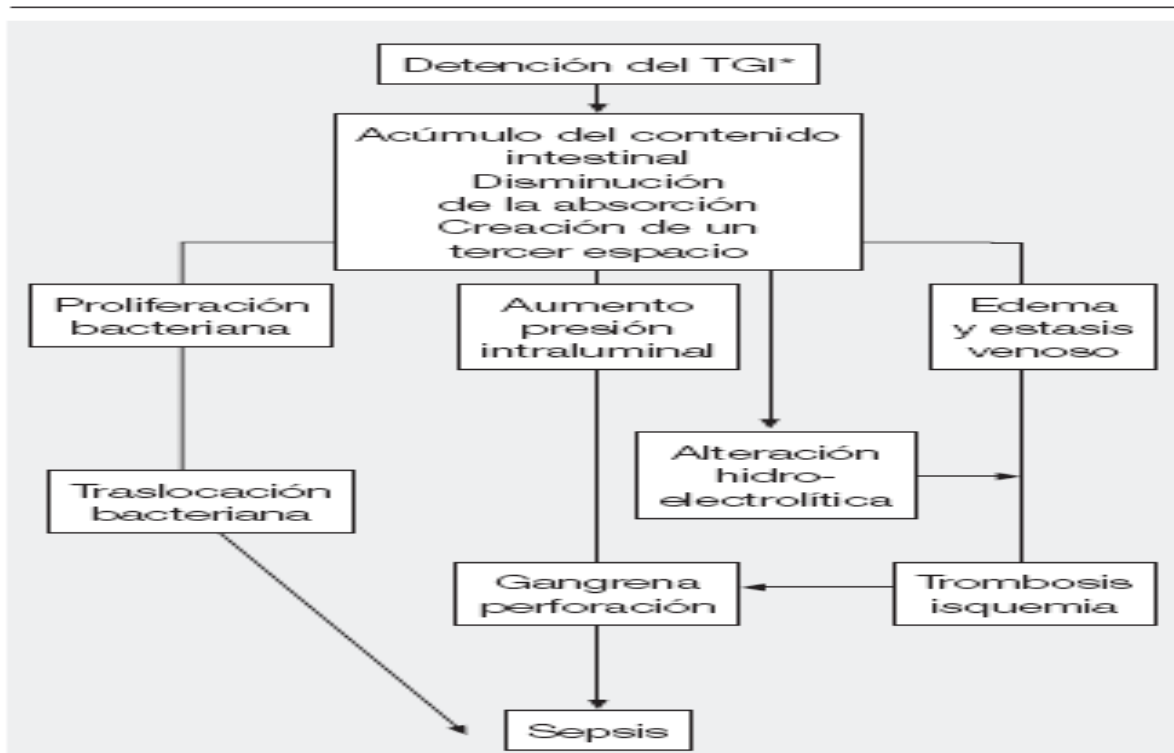 Detención del TGI*
Acúmulo del contenido
intestinal
Disminución
de la absorción
Creación de un
tercer espacio
Proliferación
bacteriana
Aumento
presión
intraluminal
Edema
y estasis
venoso
Alteración
hidro-
electrolítica
Traslocación
bacteriana
Gangrena
perforación
Trombosis
isquemia
Sepsis